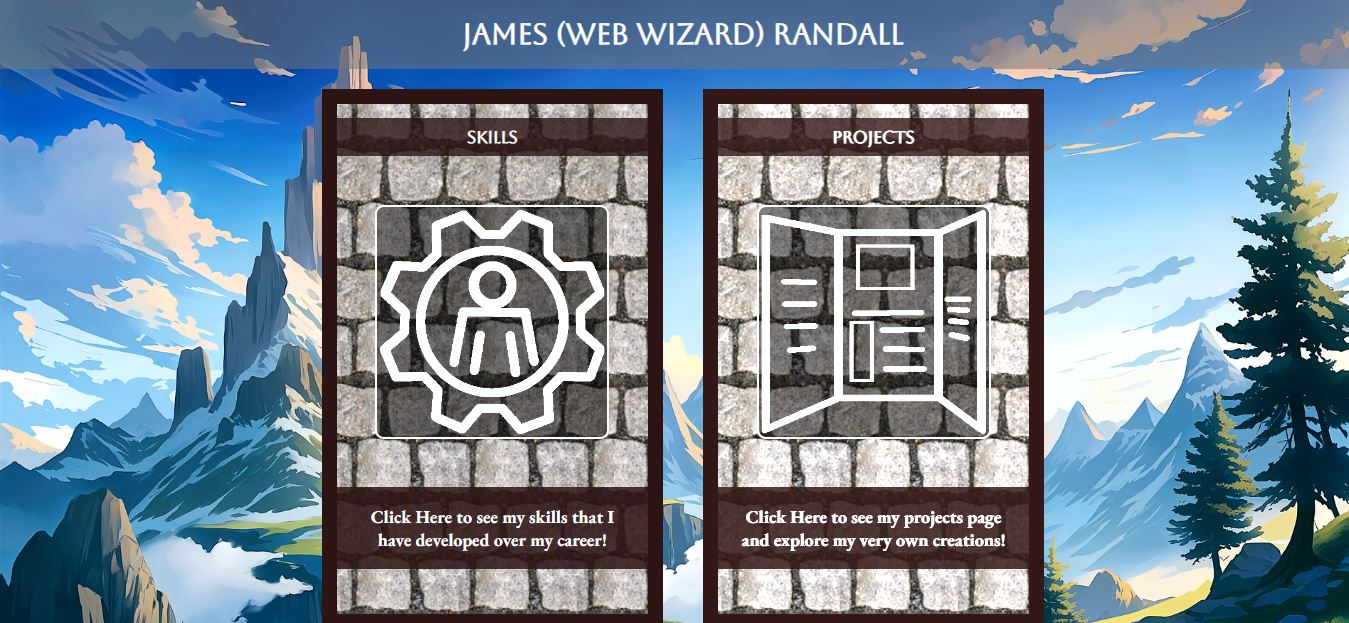 JAMES (WEB WIZARD) RANDALL
SKILLS
Click Here to see my skills that I
have developed over my career!
PROJECTS
Click Here to see my projects page
and explore my very own creations!